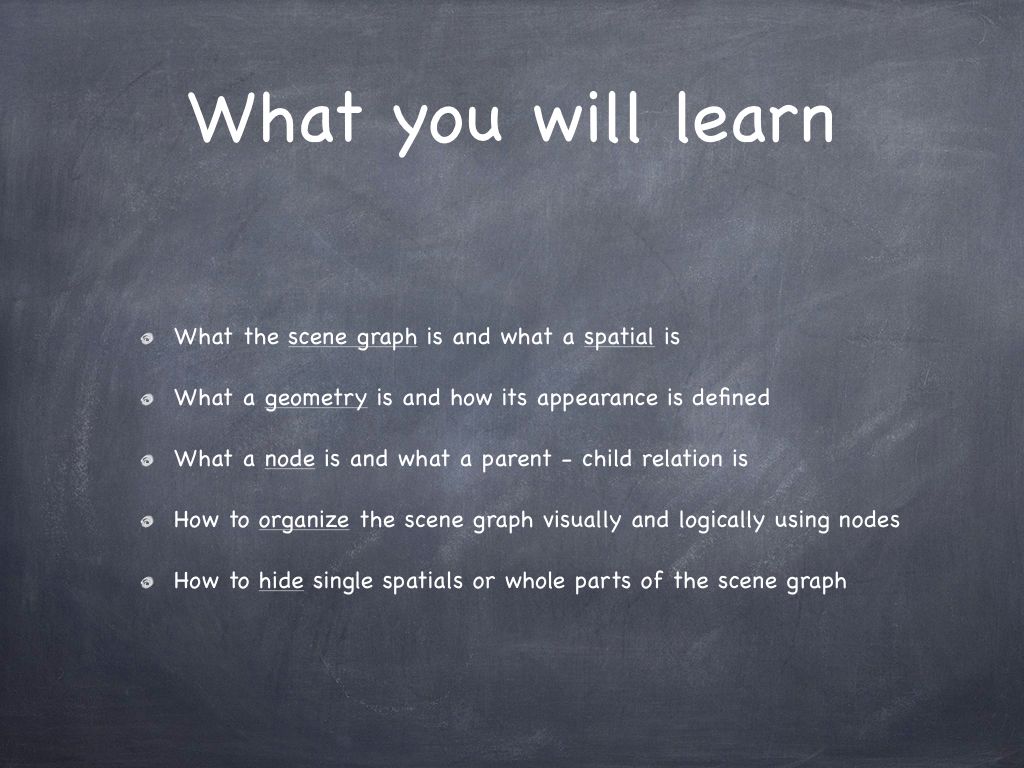 What you will learn
What the scene graph is and what a spatial is
What a geometry is and how its appearance is defined
What a node is and what a parent - child relation is
How to organize the scene graph visually and logically using nodes
How to hide single spatials or whole parts of the scene graph